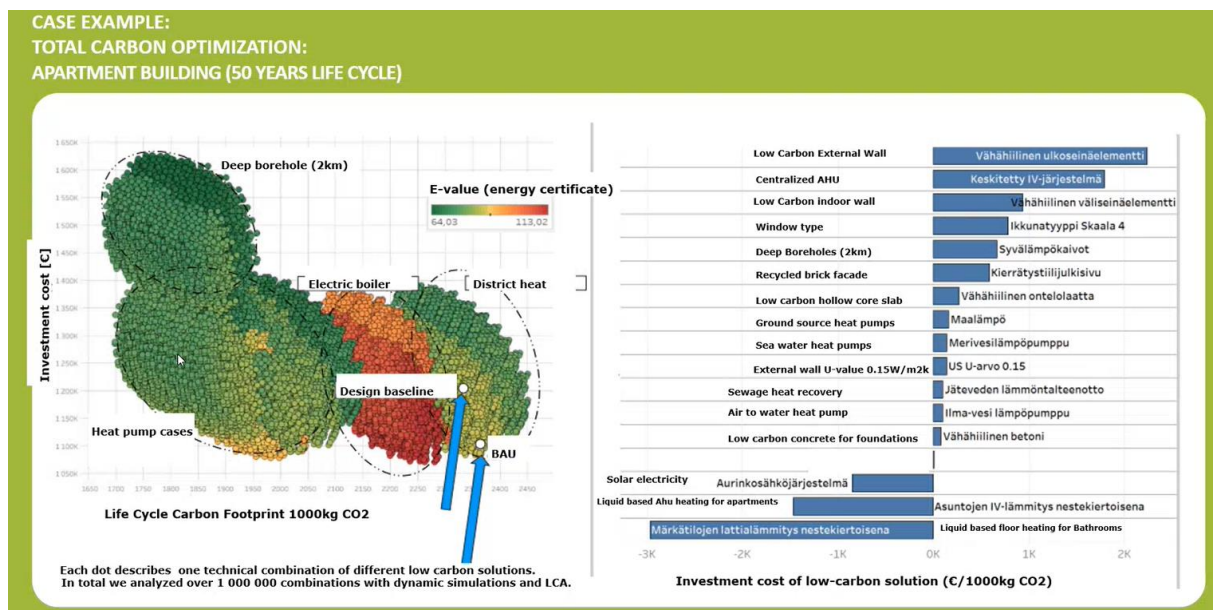 CASE EXAMPLE:
TOTAL CARBON OPTIMIZATION:
APARTMENT BUILDING (50 YEARS LIFE CYCLE)
1 650K
1 600K
1 550K
1 500K
1 450K
1 400K
1 350K
1 300K
1 250K
1 200K
1 150K
1 100K
1 050K
Investment cost [C]
Deep borehole (2km)
E-value (energy certificate)
64,03 113,02
Electric boiler
District heat
Design baseline
Heat pump cases
BAU
1650 1700 1750 1800 1850 1900 1950 2000 2050 2100 2150 2200 2250 2300 2350 2400 2450
Life Cycle Carbon Footprint 1000kg CO2
Each dot describes one technical combination of different low carbon solutions.
In total we analyzed over 1 000 000 combinations with dynamic simulations and LCA.
Low Carbon External Wall Vähähiilinen ulkoseinäelementti
Centralized AHU Keskitetty IV-järjestelmä
Low Carbon indoor wall Vähähiilinen väliseinäelementti
Window type Ikkunatyyppi Skaala 4
Deep Boreholes (2km) Syvälämpökaivot
Recycled brick facade Kierrätystiilijulkisivu
Low carbon hollow core slab Vähähiilinen ontelolaatta
Ground source heat pumps Maalämpö
Sea water heat pumps Merivesilämpöpumppu
External wall U-value 0.15W/m2k US U-arvo 0.15
Sewage heat recovery Jäteveden lämmöntalteenotto
Air to water heat pump Ilma-vesi lämpöpumppu
Low carbon concrete for foundations Vähähiilinen betoni
Solar electricity Aurinkosähköjärjestelmä
Liquid based Ahu heating for apartments Asuntojen IV-lämmitys nestekiertoisena
Märkätilojen lattialämmitys nestekiertoisena Liquid based floor heating for Bathrooms
-3K -2K -1K 0K 1K 2K
Investment cost of low-carbon solution (€/1000kg CO2)